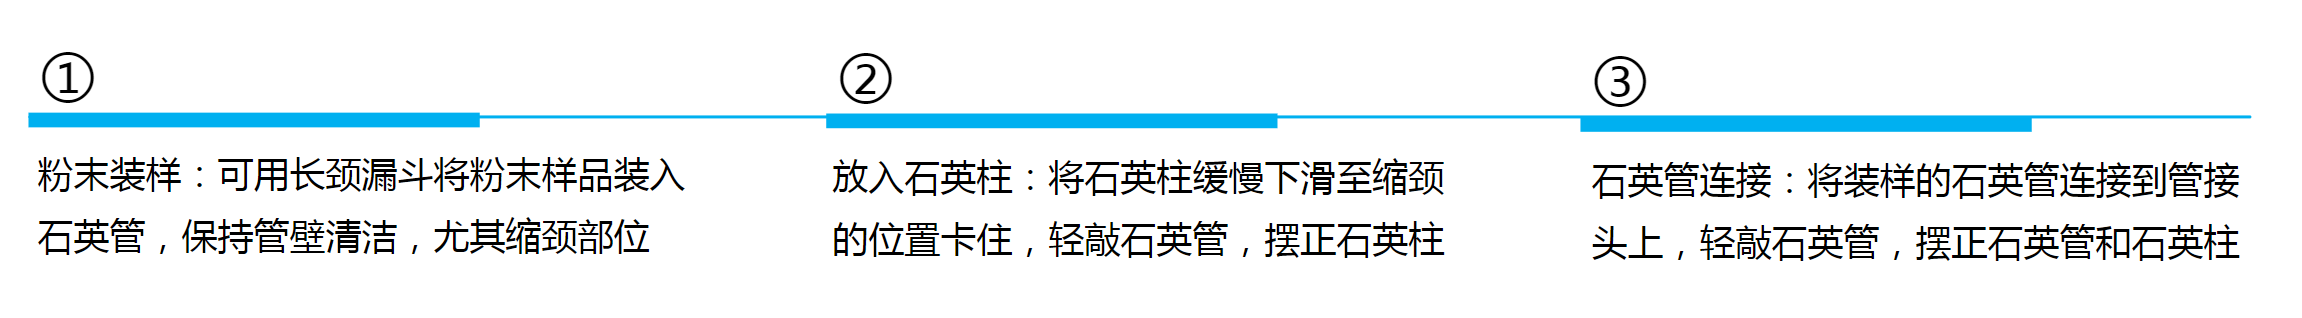 ①
粉末装样：可用长颈漏斗将粉末样品装入
石英管，保持管壁清洁，尤其缩颈部位
②
放入石英柱：将石英柱缓慢下滑至缩颈
的位置卡住，轻敲石英管，摆正石英柱
③
石英管连接：将装样的石英管连接到管接
头上，轻敲石英管，摆正石英管和石英柱